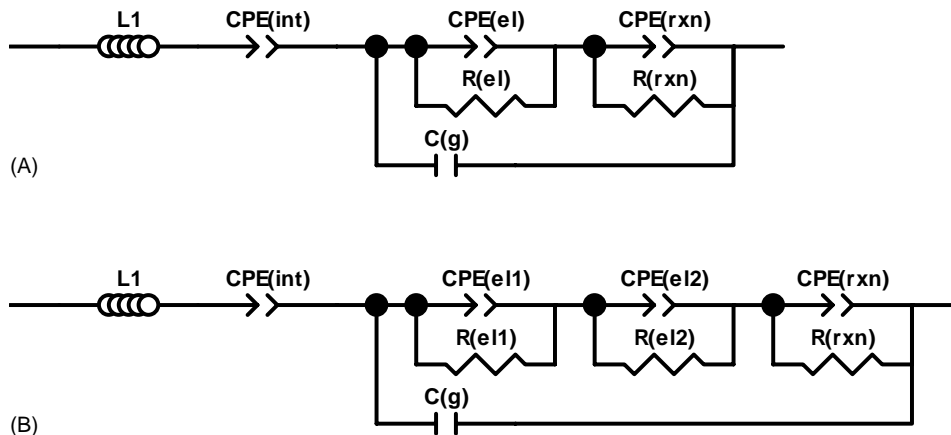 L1 CPE(int) CPE(el) CPE(rxn)
R(el) R(rxn)
C(g)
(A)
L1 CPE(int) CPE(el1) CPE(el2) CPE(rxn)
R(el1) R(el2) R(rxn)
C(g)
(B)